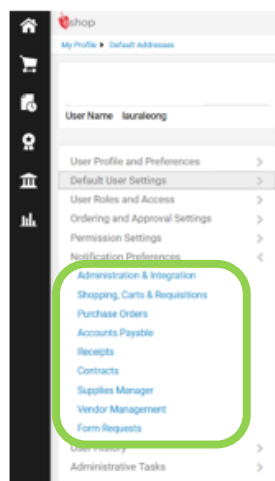 eshop
My Profile ▸ Default Addresses
User Name lauraleong
User Profile and Preferences
Default User Settings
User Roles and Access
Ordering and Approval Settings
Permission Settings
Notification Preferences
Administration & Integration
Shopping, Carts & Requisitions
Purchase Orders
Accounts Payable
Receipts
Contracts
Supplies Manager
Vendor Management
Form Requests
User History
Administrative Tasks